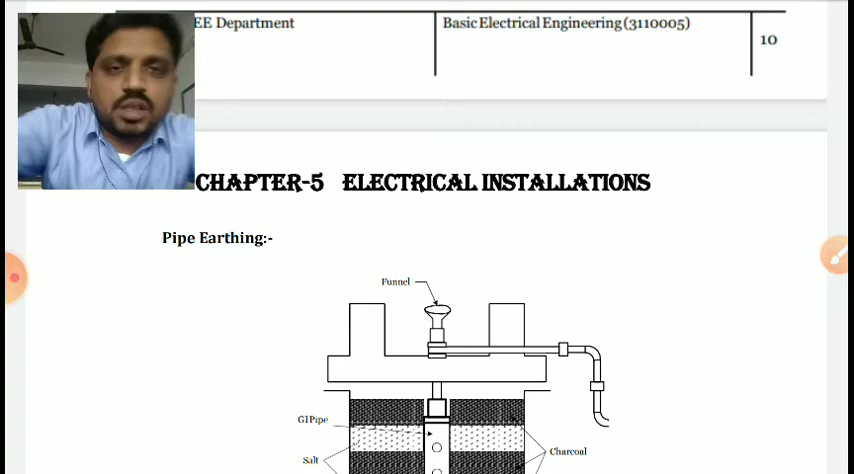 EE Department
Basic Electrical Engineering (3110005)
10
CHAPTER-5 ELECTRICAL INSTALLATIONS
Pipe Earthing:-
Funnel
GI Pipe
Salt
Charcoal